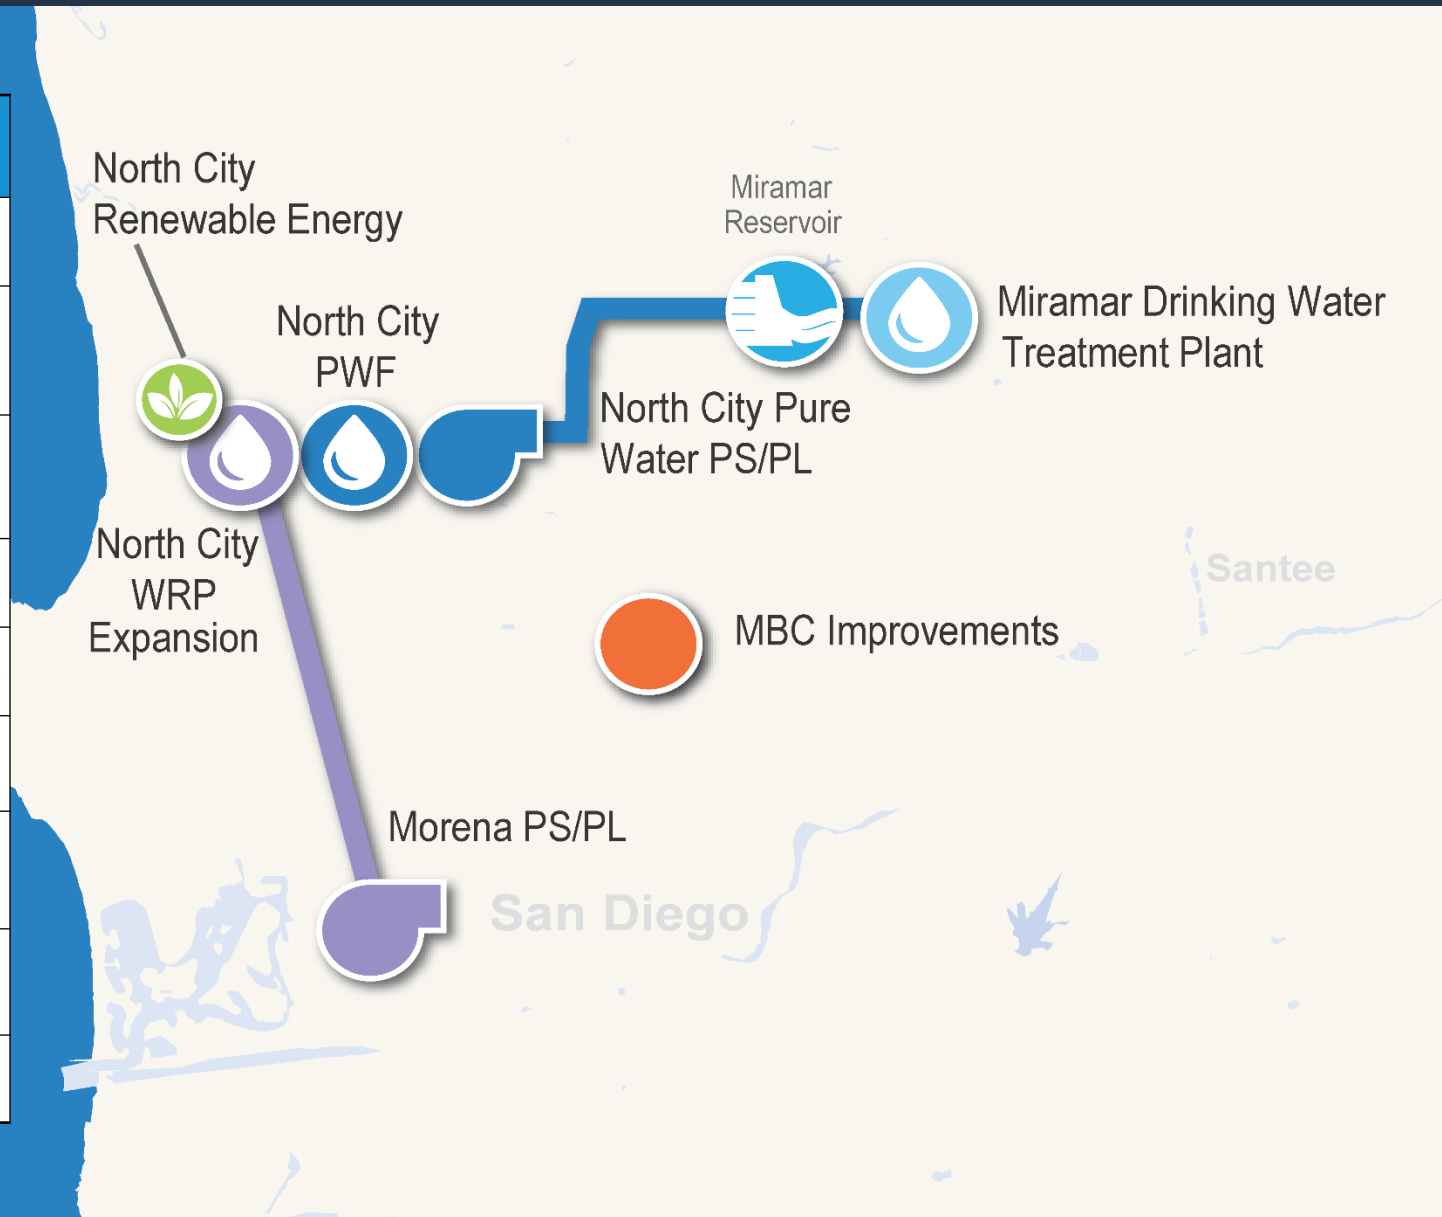 North City
Renewable Energy
Miramar
Reservoir
North City
PWF
Miramar Drinking Water
Treatment Plant
North City Pure
Water PS/PL
North City
WRP
Expansion
Santee
MBC Improvements
Morena PS/PL
San Diego